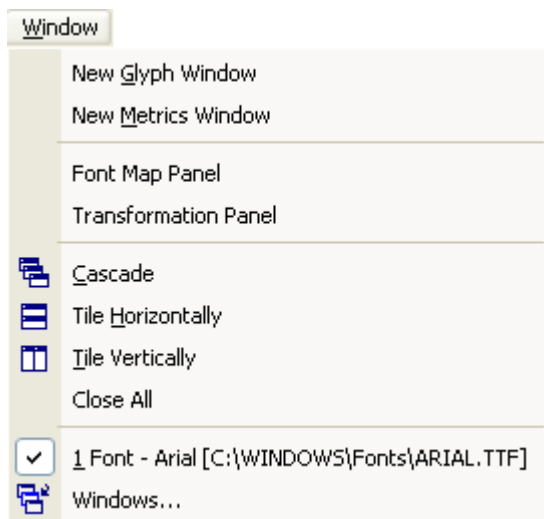 Window
New Glyph Window
New Metrics Window
Font Map Panel
Transformation Panel
Cascade
Tile Horizontally
Tile Vertically
Close All
1 Font - Arial [C:\WINDOWS\Fonts\ARIAL.TTF]
Windows...